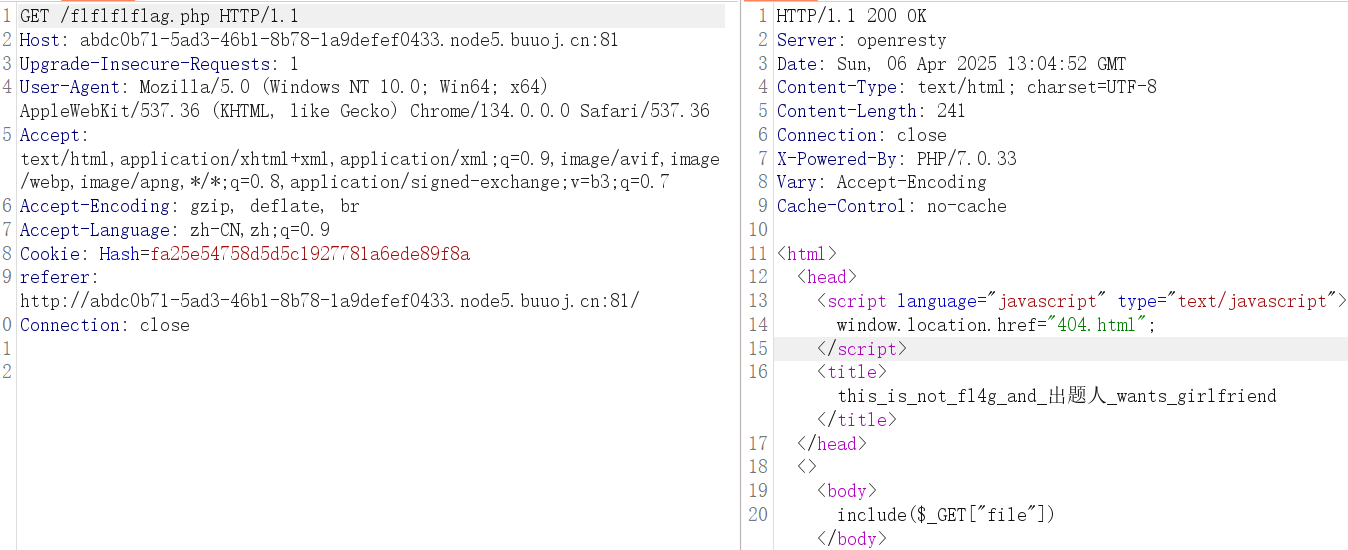 1 GET /flflflflag.php HTTP/1.1
2 Host: abdc0b71-5ad3-46b1-8b78-1a9defef0433.node5.buuoj.cn:81
3 Upgrade-Insecure-Requests: 1
4 User-Agent: Mozilla/5.0 (Windows NT 10.0; Win64; x64)
AppleWebKit/537.36 (KHTML, like Gecko) Chrome/134.0.0.0 Safari/537.36
5 Accept:
text/html,application/xhtml+xml,application/xml;q=0.9,image/avif,image
/webp,image/apng,*/*;q=0.8,application/signed-exchange;v=b3;q=0.7
6 Accept-Encoding: gzip, deflate, br
7 Accept-Language: zh-CN,zh;q=0.9
8 Cookie: Hash=fa25e54758d5d5c1927781a6ede89f8a
9 referer:
http://abdc0b71-5ad3-46b1-8b78-1a9defef0433.node5.buuoj.cn:81/
0 Connection: close
1
2
1 HTTP/1.1 200 OK
2 Server: openresty
3 Date: Sun, 06 Apr 2025 13:04:52 GMT
4 Content-Type: text/html; charset=UTF-8
5 Content-Length: 241
6 Connection: close
7 X-Powered-By: PHP/7.0.33
8 Vary: Accept-Encoding
9 Cache-Control: no-cache
10
11 <html>
12 <head>
13 <script language="javascript" type="text/javascript">
14 window.location.href="404.html";
15 </script>
16 <title>
this_is_not_fl4g_and_出题人_wants_girlfriend
</title>
17 </head>
18 <>
19 <body>
20 include($_GET["file"])
</body>